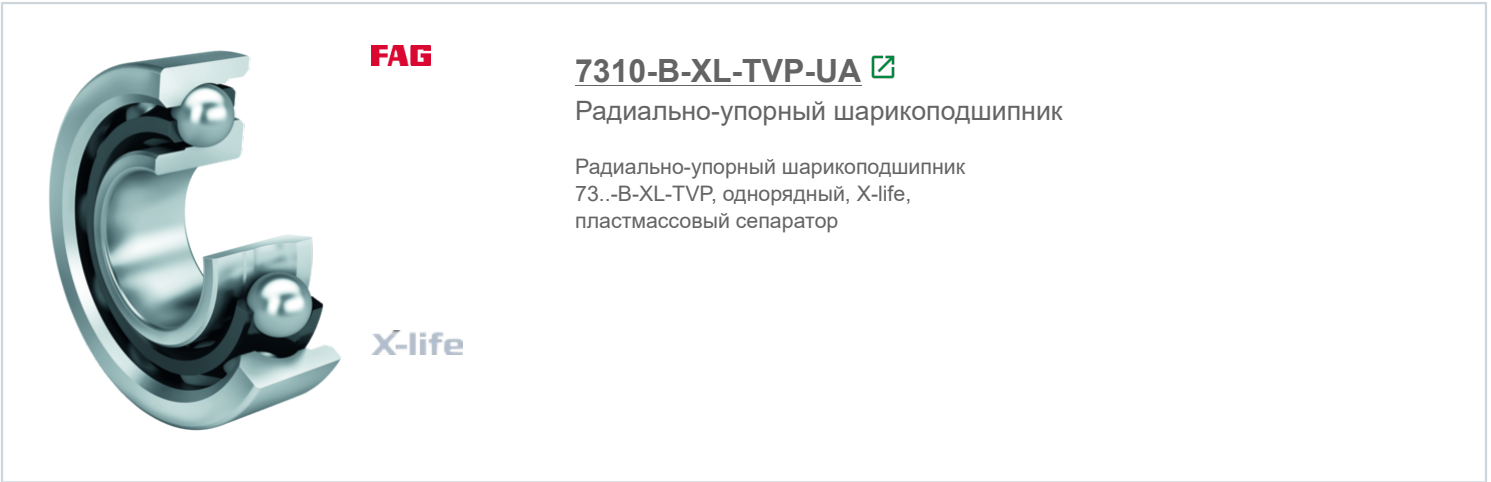 FAG
7310-B-XL-TVP-UA
Радиально-упорный шарикоподшипник
Радиально-упорный шарикоподшипник
73..-B-XL-TVP, однорядный, X-life,
пластмассовый сепаратор
X-life